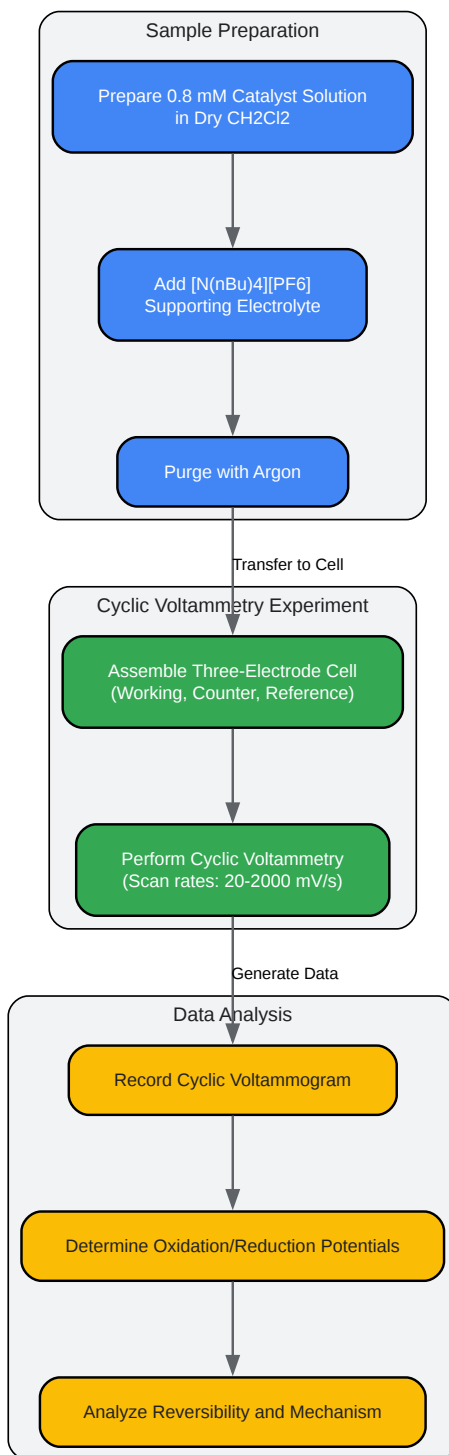 Sample Preparation
Prepare 0.8 mM Catalyst Solution
in Dry CH2Cl2
Add [N(nBu)4][PF6]
Supporting Electrolyte
Purge with Argon
Transfer to Cell
Cyclic Voltammetry Experiment
Assemble Three-Electrode Cell
(Working, Counter, Reference)
Perform Cyclic Voltammetry
(Scan rates: 20-2000 mV/s)
Generate Data
Data Analysis
Record Cyclic Voltammogram
Determine Oxidation/Reduction Potentials
Analyze Reversibility and Mechanism